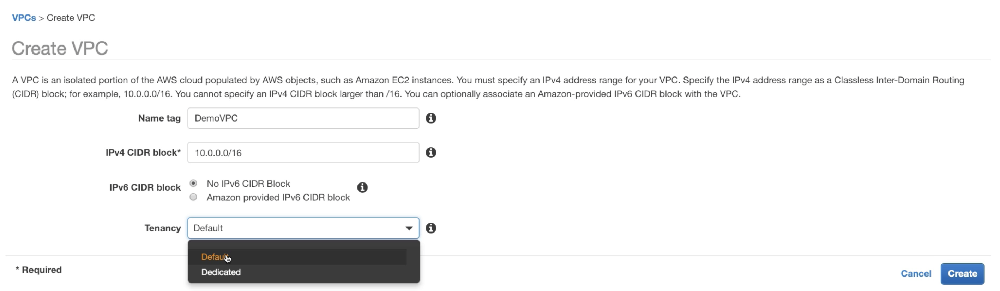 VPCs > Create VPC
Create VPC
A VPC is an isolated portion of the AWS cloud populated by AWS objects, such as Amazon EC2 instances. You must specify an IPv4 address range for your VPC. Specify the IPv4 address range as a Classless Inter-Domain Routing
(CIDR) block; for example, 10.0.0.0/16. You cannot specify an IPv4 CIDR block larger than /16. You can optionally associate an Amazon-provided IPv6 CIDR block with the VPC.
Name tag DemoVPC
IPv4 CIDR block* 10.0.0.0/16
IPv6 CIDR block
No IPv6 CIDR Block
Amazon provided IPv6 CIDR block
Tenancy Default
Default
Dedicated
* Required
Cancel Create